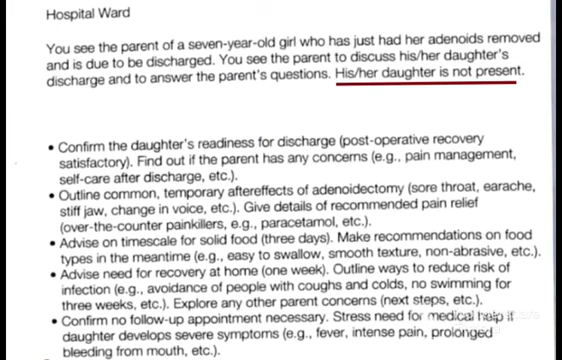 Hospital Ward
You see the parent of a seven-year-old girl who has just had her adenoids removed
and is due to be discharged. You see the parent to discuss his/her daughter's
discharge and to answer the parent's questions. His/her daughter is not present.
• Confirm the daughter's readiness for discharge (post-operative recovery
satisfactory). Find out if the parent has any concerns (e.g., pain management,
self-care after discharge, etc.).
• Outline common, temporary aftereffects of adenoidectomy (sore throat, earache,
stiff jaw, change in voice, etc.). Give details of recommended pain relief
(over-the-counter painkillers, e.g., paracetamol, etc.).
• Advise on timescale for solid food (three days). Make recommendations on food
types in the meantime (e.g., easy to swallow, smooth texture, non-abrasive, etc.).
• Advise need for recovery at home (one week). Outline ways to reduce risk of
infection (e.g., avoidance of people with coughs and colds, no swimming for
three weeks, etc.). Explore any other parent concerns (next steps, etc.).
• Confirm no follow-up appointment necessary. Stress need for medical help if
daughter develops severe symptoms (e.g., fever, intense pain, prolonged
bleeding from mouth, etc.).